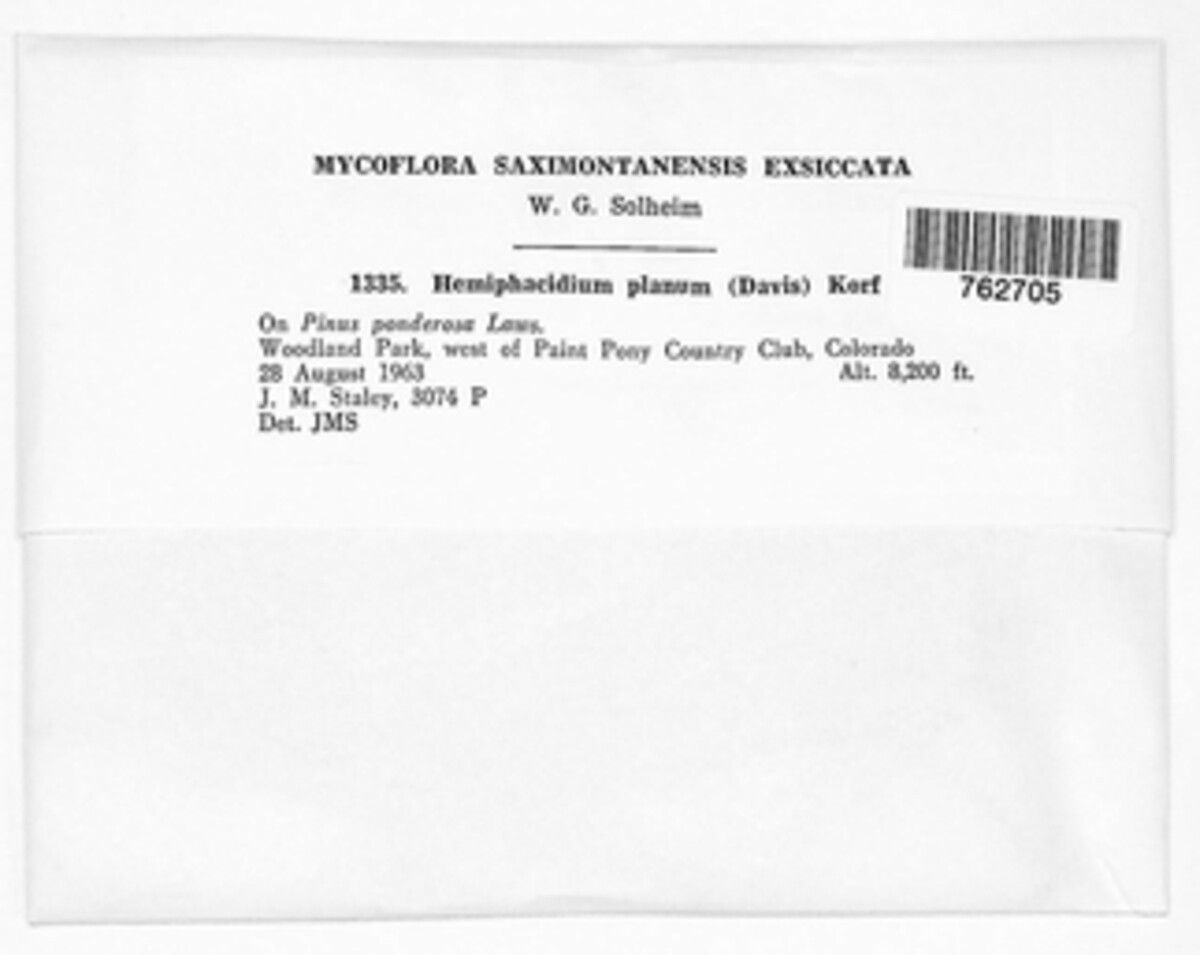 MYCOFLORA SAXIMONTANENSIS EXSICCATA
W. G. Solheim
762705
1335. Hemiphacidium planum (Davis) Korf
On Pinus ponderosa Laws.
Woodland Park, west of Paint Pony Country Club, Colorado
28 August 1963 Alt. 8,200 ft.
J. M. Staley, 3074 P
Det. JMS